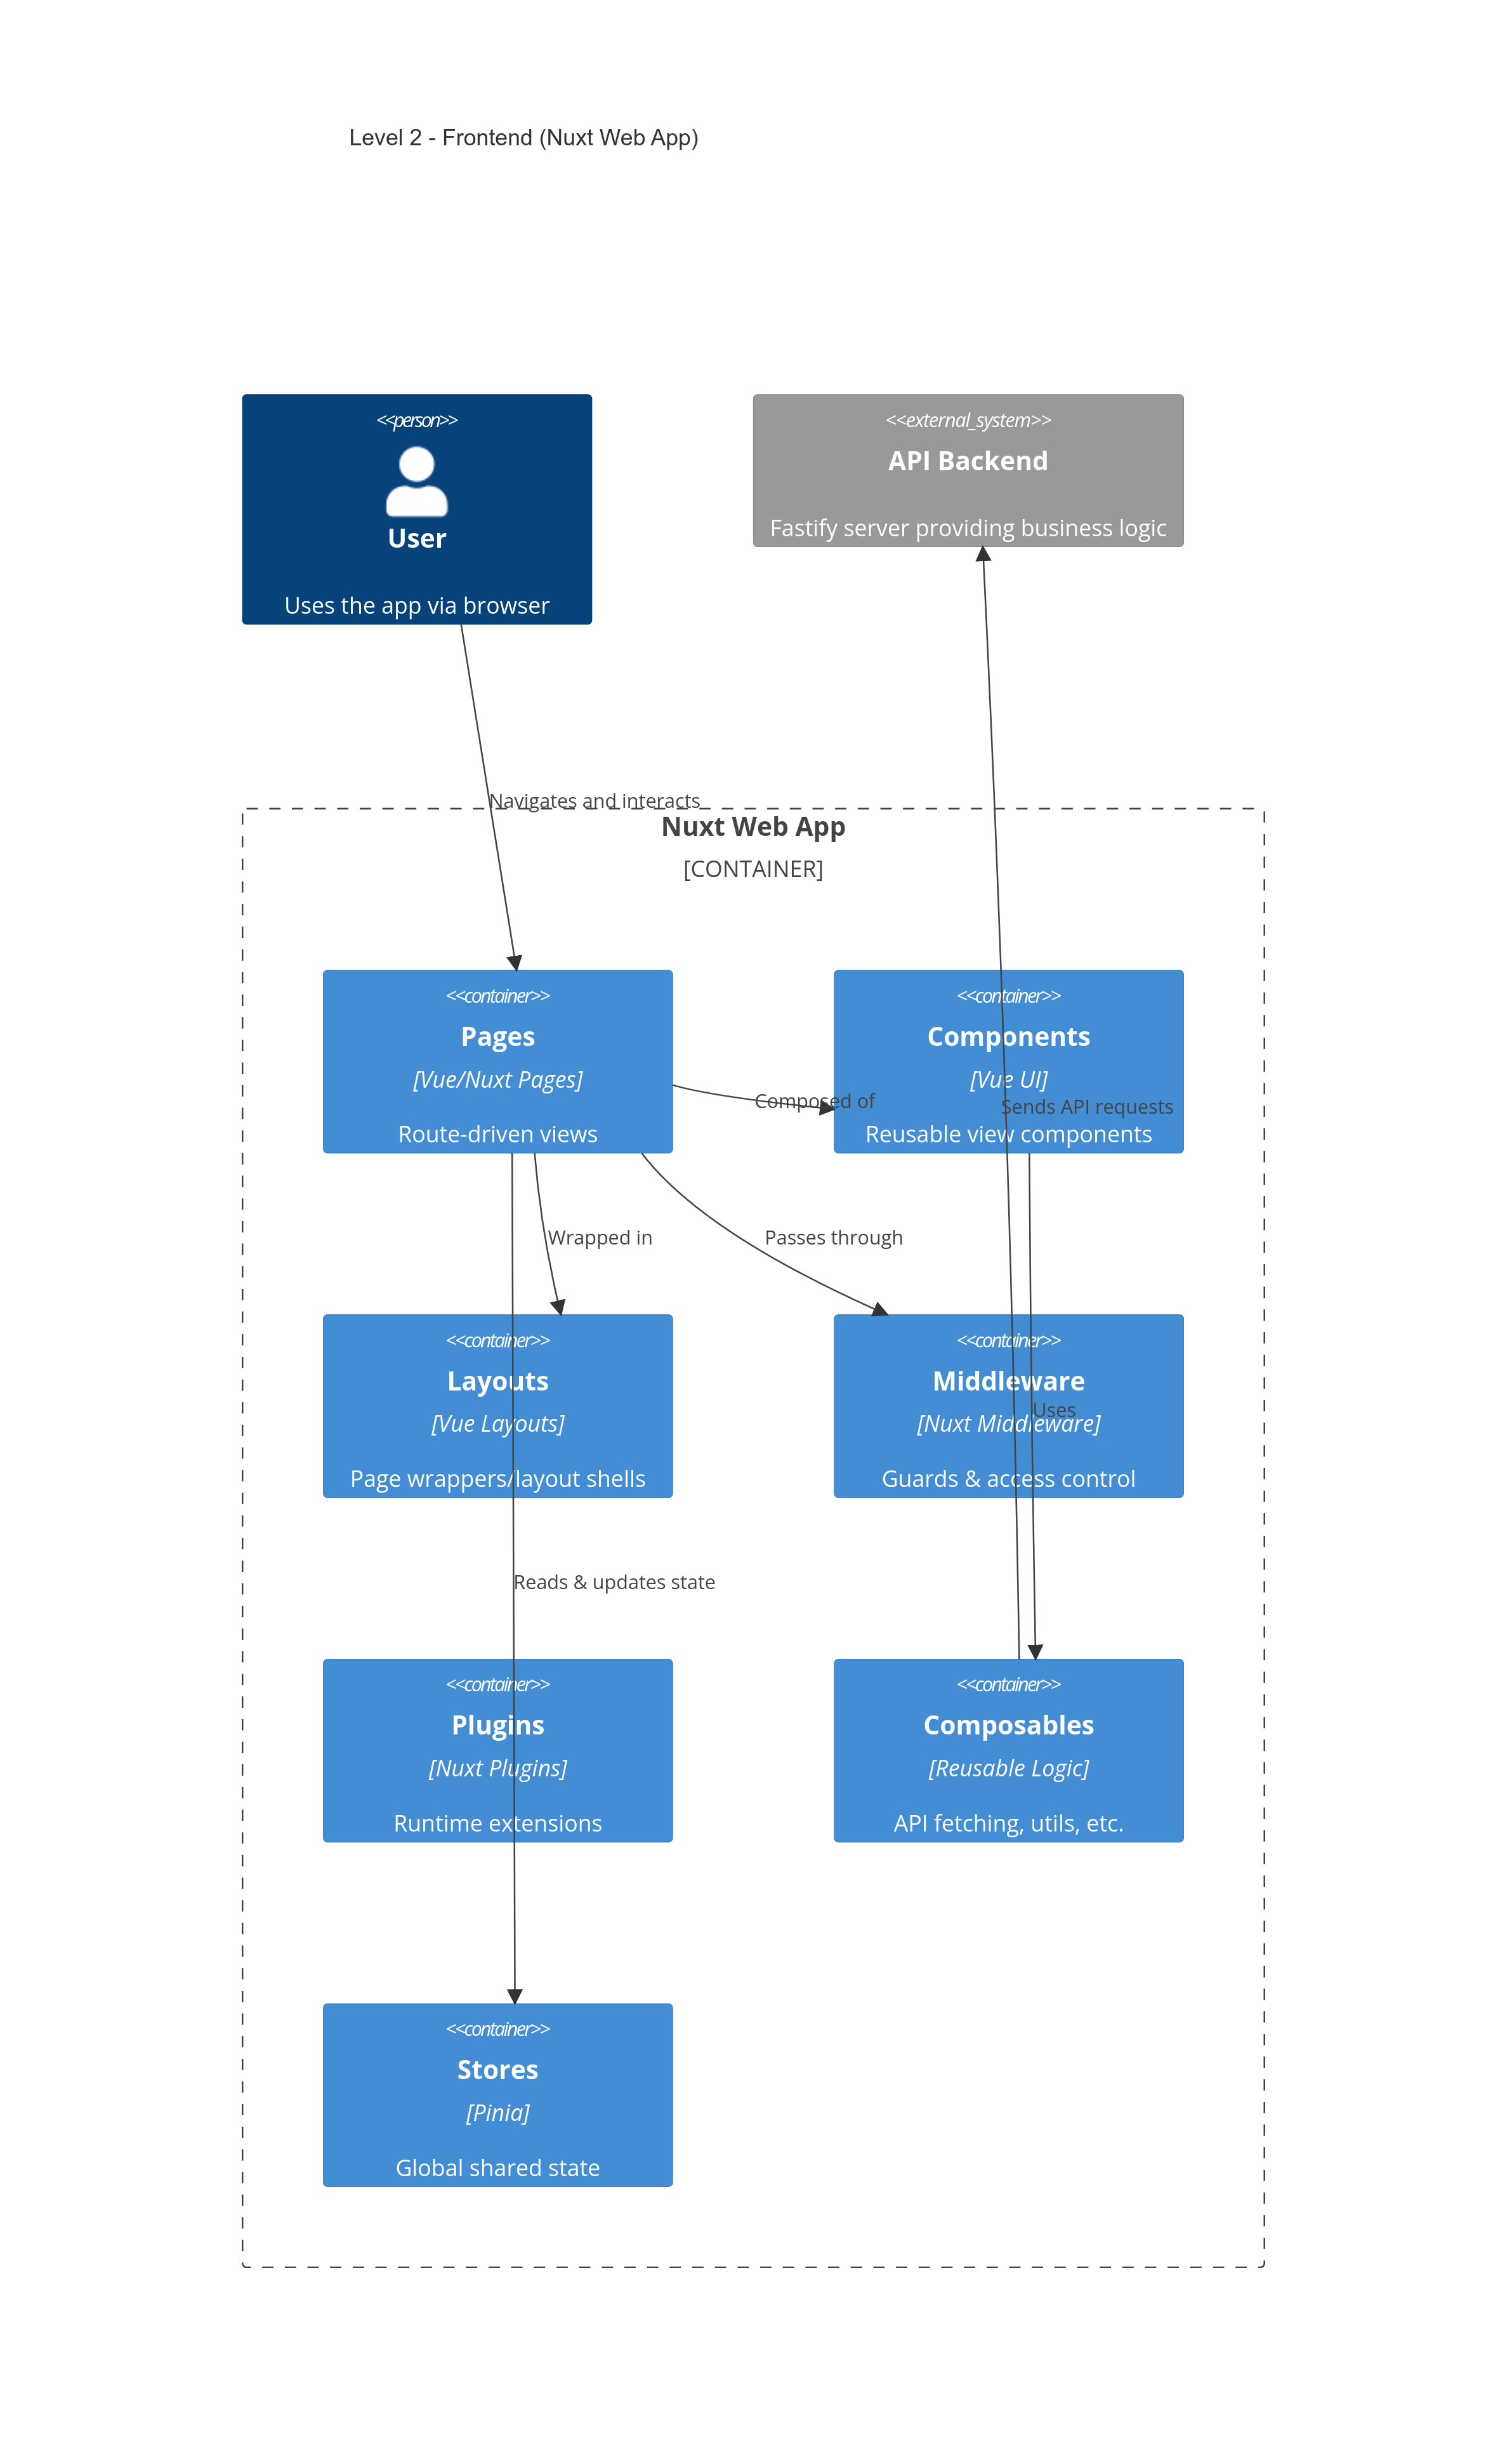 Level 2 - Frontend (Nuxt Web App)
<<person>>
User
Uses the app via browser
<<external_system>>
API Backend
Fastify server providing business logic
Navigates and interacts
Nuxt Web App
[CONTAINER]
<<container>>
Pages
[Vue/Nuxt Pages]
Route-driven views
Composed of
<<container>>
Components
[Vue UI]
Sends API requests
Reusable view components
Wrapped in
Passes through
<<container>>
Layouts
[Vue Layouts]
Page wrappers/layout shells
<<container>>
Middleware
Uses
[Nuxt Middleware]
Guards & access control
Reads & updates state
<<container>>
Plugins
[Nuxt Plugins]
Runtime extensions
<<container>>
Composables
[Reusable Logic]
API fetching, utils, etc.
<<container>>
Stores
[Pinia]
Global shared state